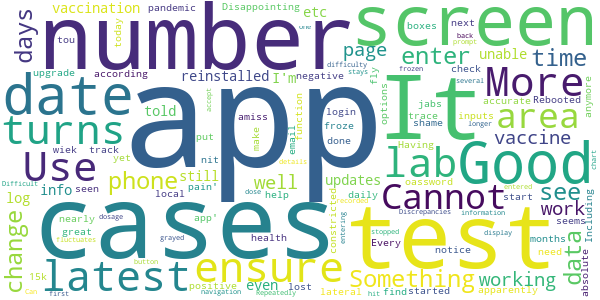 vaccination pandemic Disappointing etc
days today number screen
tou according upgrade
boxes next back
page enter unable time prompt
reinstalled I'm negative
fly stays difficulty one
date app It More
frozen check several
Rebooted anymore
turns told options jabs accurate
amiss login froze done
accept function
trace inputs
shame longer area
Use wiek track put make email
yet nit pain' Having
lab Good vaccine
chart
info seen local phone still well
details password
updates Cannot see
log nearly app' help daily
dose start work
cases test
change great dosage
Difficult entered
recorded constricted
Every seems Including
Discrepancies information
15k fluctuates grayed health
entering stopped display
notice months data
latest ensure Something working
absolute
Can button positive even lost
lateral hit find started need
first navigation Repeatedly apparently